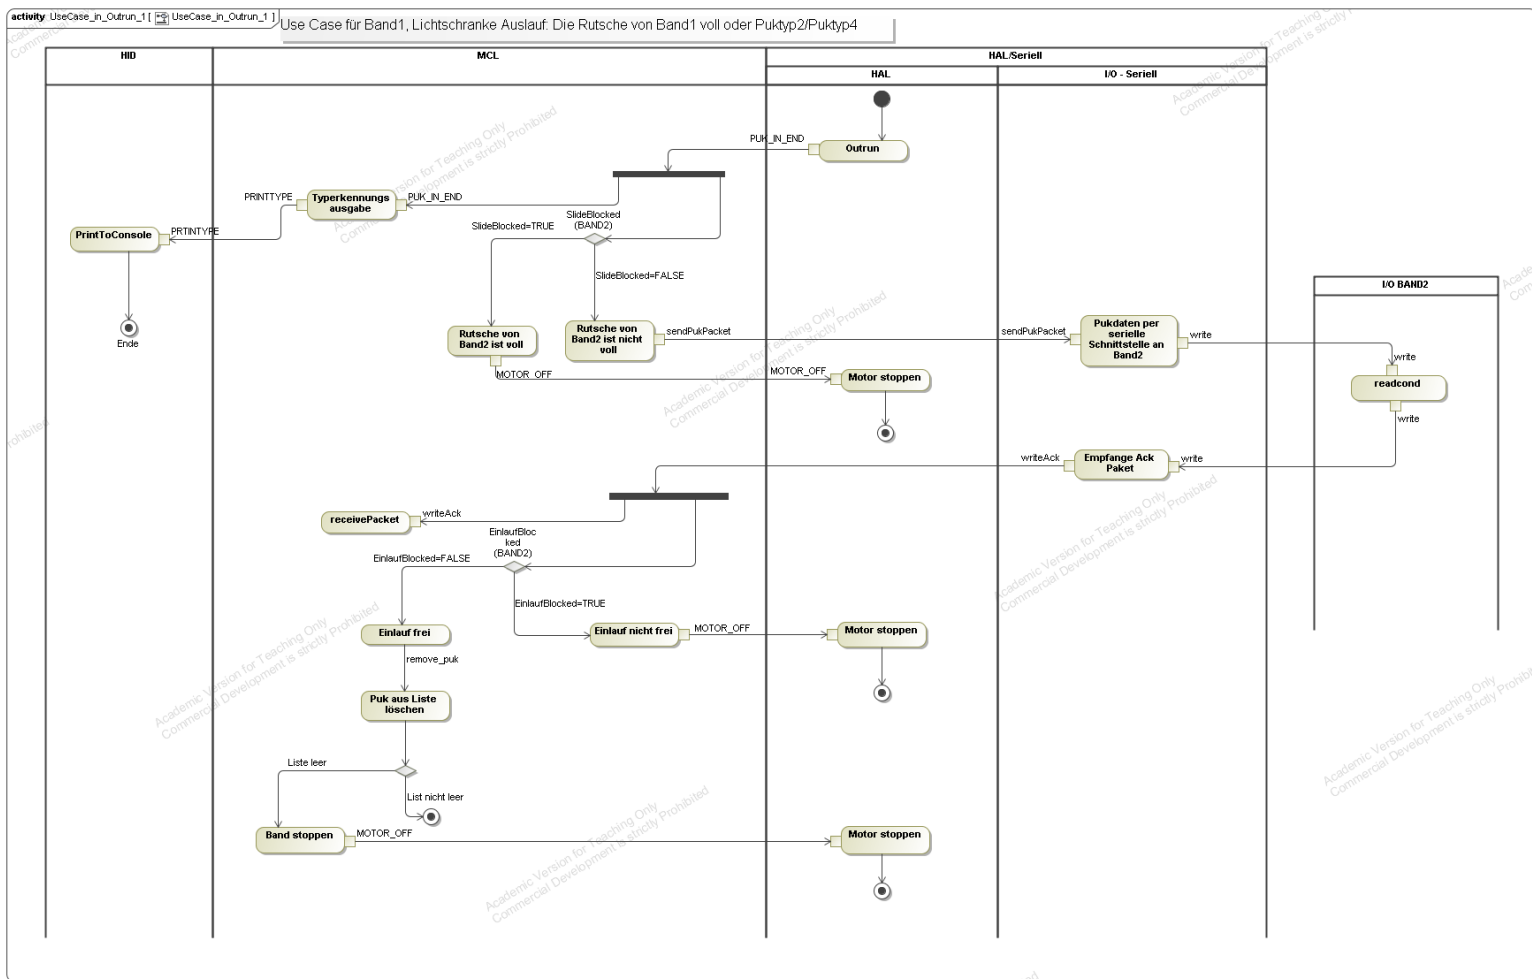 activity UseCase_in_Outrun_1 [ UseCase_in_Outrun_1 ]
Use Case für Band1, Lichtschranke Auslauf: Die Rutsche von Band1 voll oder Puktyp2/Puktyp4
HID
MCL
HAL/Seriell
HAL
I/O - Seriell
PUK_IN_END
Outrun
PRINTTYPE
Typerkennungs
ausgabe
PUK_IN_END
PrintToConsole
PRTINTYPE
SlideBlocked=TRUE
SlideBlocked
(BAND2)
SlideBlocked=FALSE
I/O BAND2
Ende
Rutsche von
Band2 ist voll
Rutsche von
Band2 ist nicht
voll
sendPukPacket
sendPukPacket
Pukdaten per
serielle
Schnittstelle an
Band2
write
write
MOTOR_OFF
MOTOR_OFF
Motor stoppen
readcond
write
writeAck
Empfange Ack
Paket
write
receivePacket
writeAck
EinlaufBloc
ked
(BAND2)
EinlaufBlocked=FALSE
EinlaufBlocked=TRUE
Einlauf frei
Einlauf nicht frei
MOTOR_OFF
Motor stoppen
remove_puk
Puk aus Liste
löschen
Liste leer
List nicht leer
Band stoppen
MOTOR_OFF
Motor stoppen
Academic Version for Teaching Only
Commercial Development is strictly Prohibited